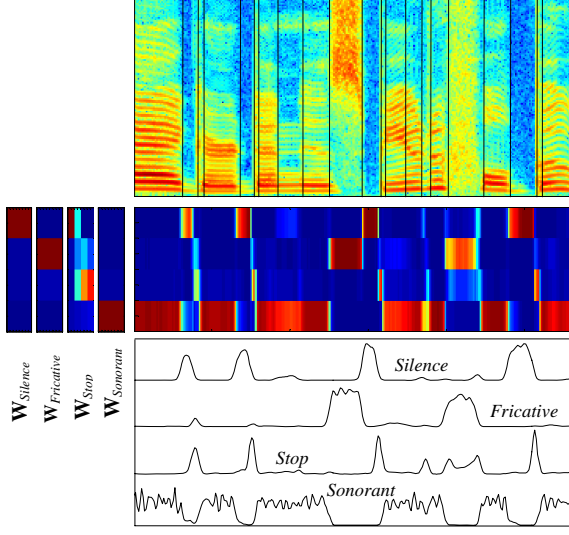 W_Silence
W_Fricative
W_Stop
W_Sonorant
Silence
Fricative
Stop
Sonorant